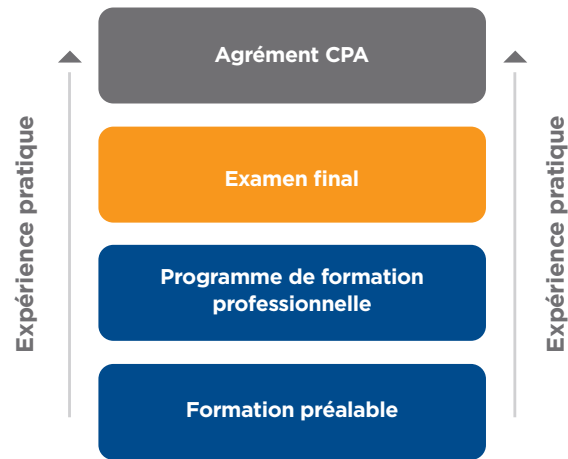 Agrément CPA
Examen final
Programme de formation
professionnelle
Formation préalable
Expérience pratique
Expérience pratique